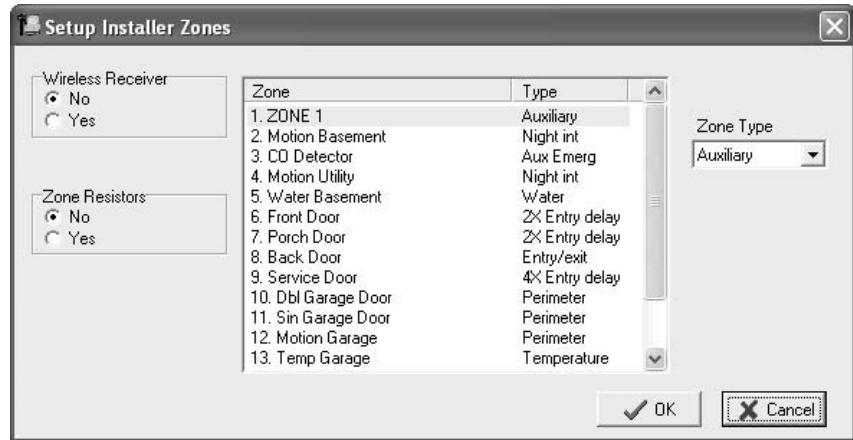 Setup Installer Zones
Wireless Receiver
No
Yes
Zone Resistors
No
Yes
Zone Type
1. ZONE 1 Auxiliary
2. Motion Basement Night int
3. CO Detector Aux Emerg
4. Motion Utility Night int
5. Water Basement Water
6. Front Door 2X Entry delay
7. Porch Door 2X Entry delay
8. Back Door Entry/exit
9. Service Door 4X Entry delay
10. Dbl Garage Door Perimeter
11. Sin Garage Door Perimeter
12. Motion Garage Perimeter
13. Temp Garage Temperature
Zone Type
Auxiliary
OK
Cancel